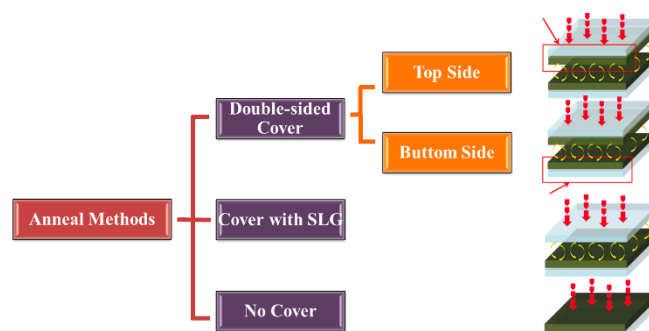 Top Side
Double-sided
Cover
Buttom Side
Anneal Methods
Cover with SLG
No Cover